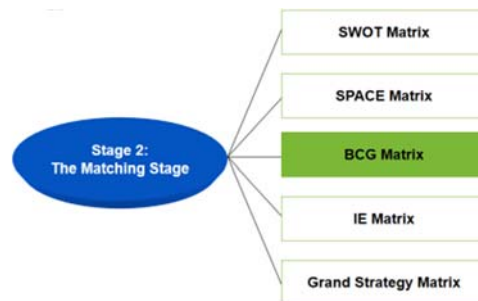 SWOT Matrix
SPACE Matrix
Stage 2:
The Matching Stage
BCG Matrix
IE Matrix
Grand Strategy Matrix